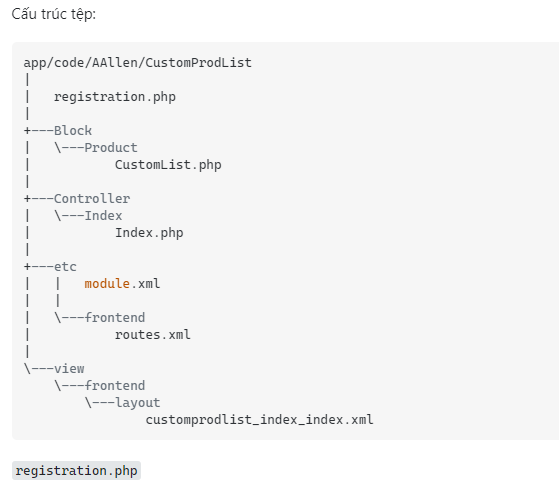 Cấu trúc tệp:
app/code/AAllen/CustomProdList
|
|   registration.php
|
+---Block
|   \---Product
|           CustomList.php
|
+---Controller
|   \---Index
|           Index.php
|
+---etc
|   |   module.xml
|   |
|   \---frontend
|           routes.xml
|
\---view
    \---frontend
        \---layout
                customprodlist_index_index.xml
registration.php